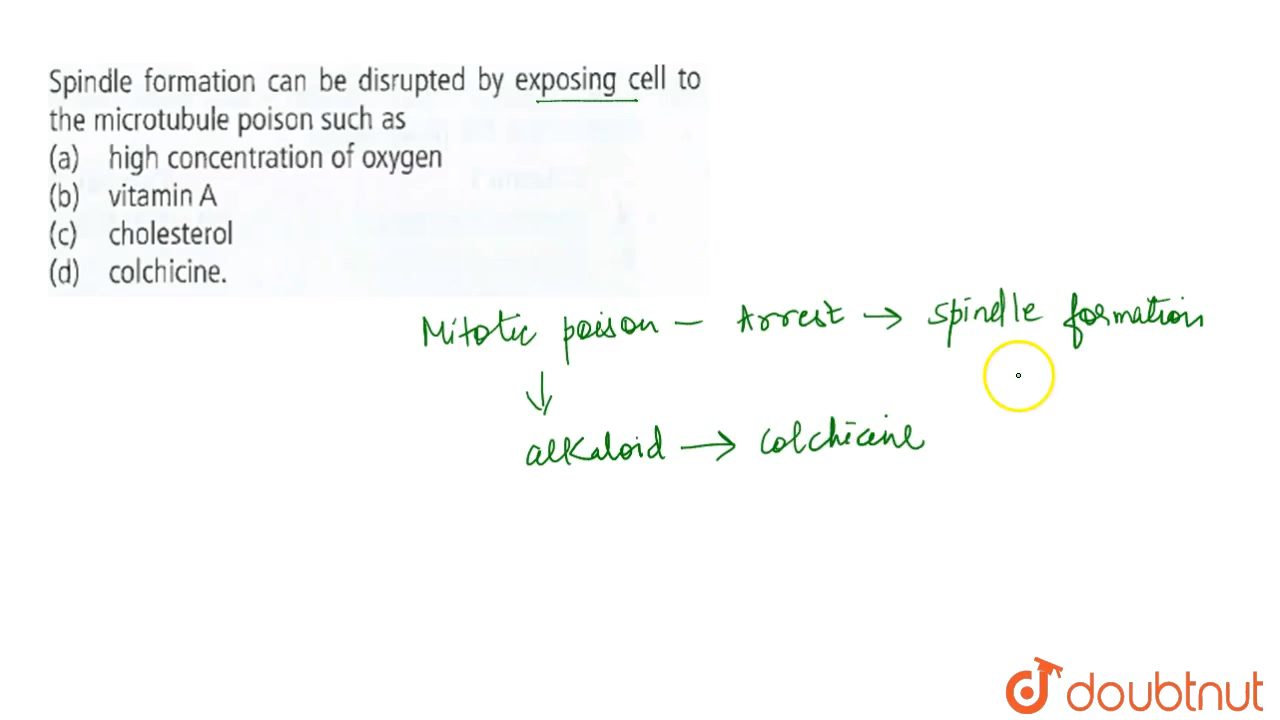 Spindle formation can be disrupted by exposing cell to
the microtubule poison such as
(a) high concentration of oxygen
(b) vitamin A
(c) cholesterol
(d) colchicine.
Mitotic poison – Arrest → spindle formation
↓
alkaloid → colchicine
doubtnut